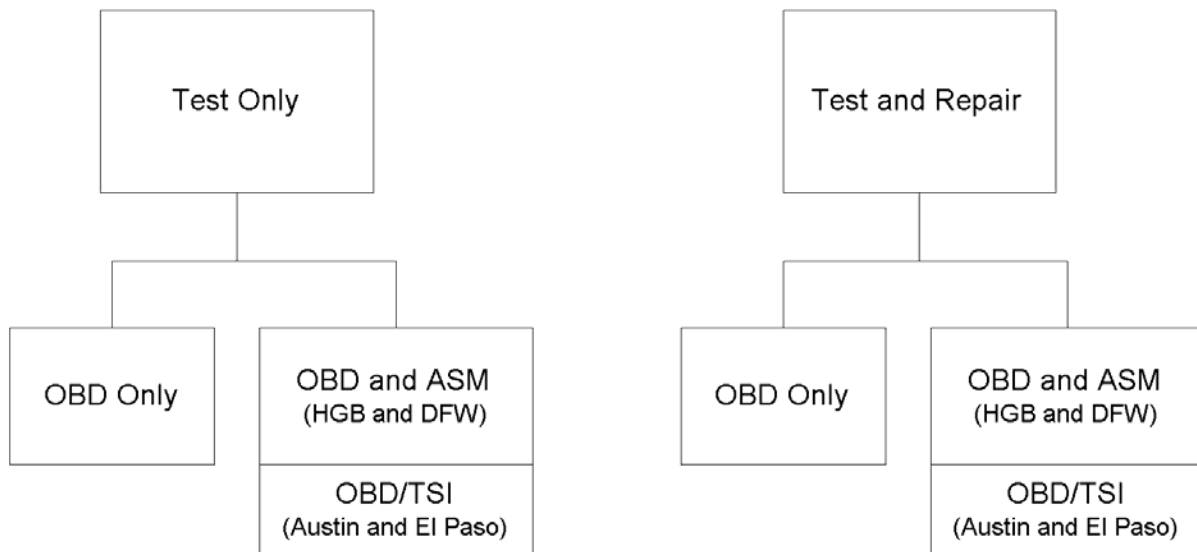 Test Only
Test and Repair
OBD Only
OBD and ASM
(HGB and DFW)
OBD/TSI
(Austin and El Paso)
OBD Only
OBD and ASM
(HGB and DFW)
OBD/TSI
(Austin and El Paso)